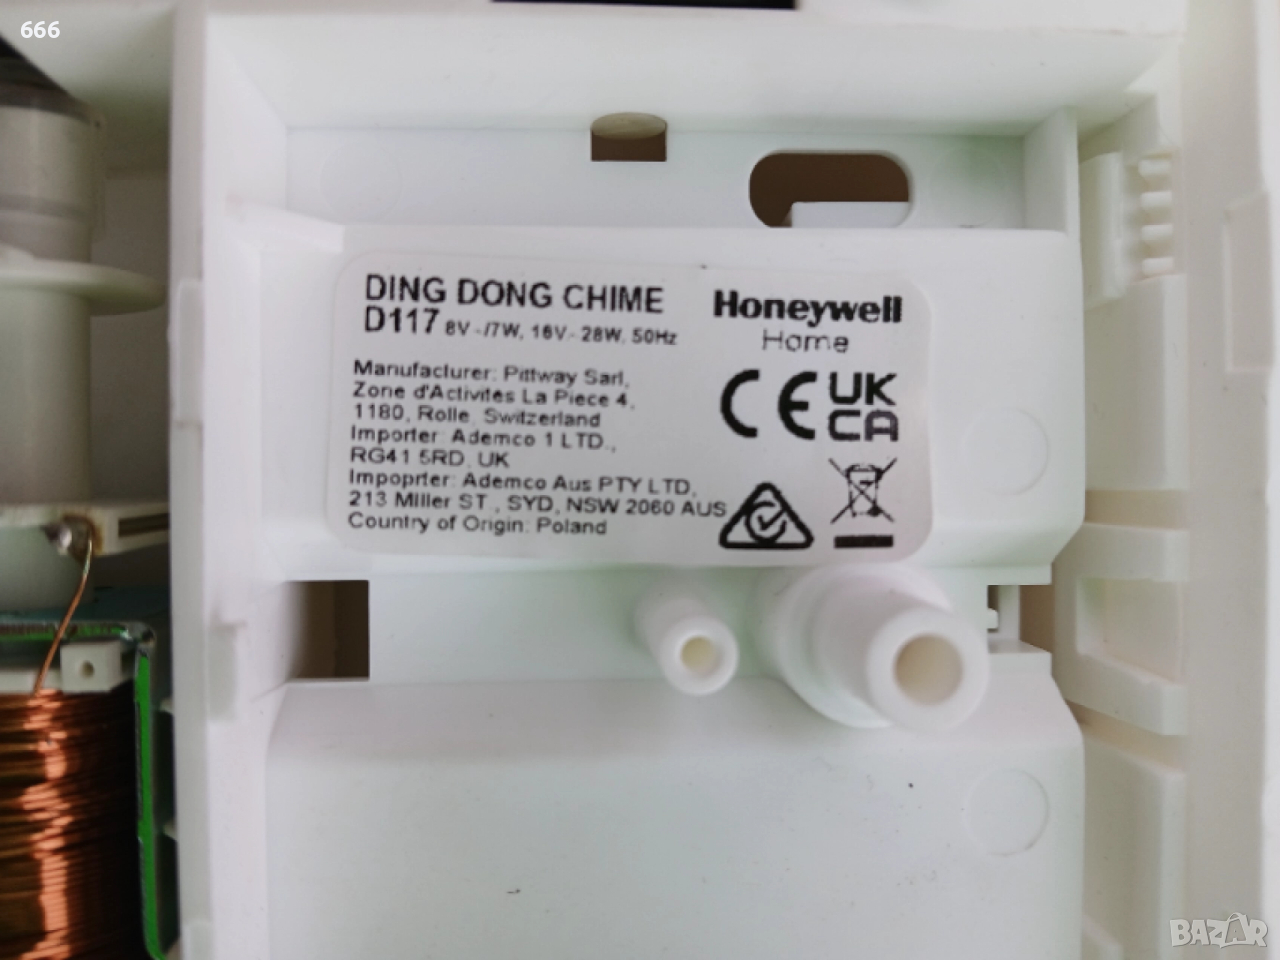 666
DING DONG CHIME
D117 8V~/7W, 16V~ 28W, 50Hz
Honeywell
Home
Manufacturer: Pittway Sarl,
Zone d'Activites La Piece 4,
1180, Rolle, Switzerland
Importer: Ademco 1 LTD.,
RG41 5RD, UK
Impoprter: Ademco Aus PTY LTD,
213 Miller ST., SYD, NSW 2060 AUS
Country of Origin: Poland
CE
UK
CA
BAZAR